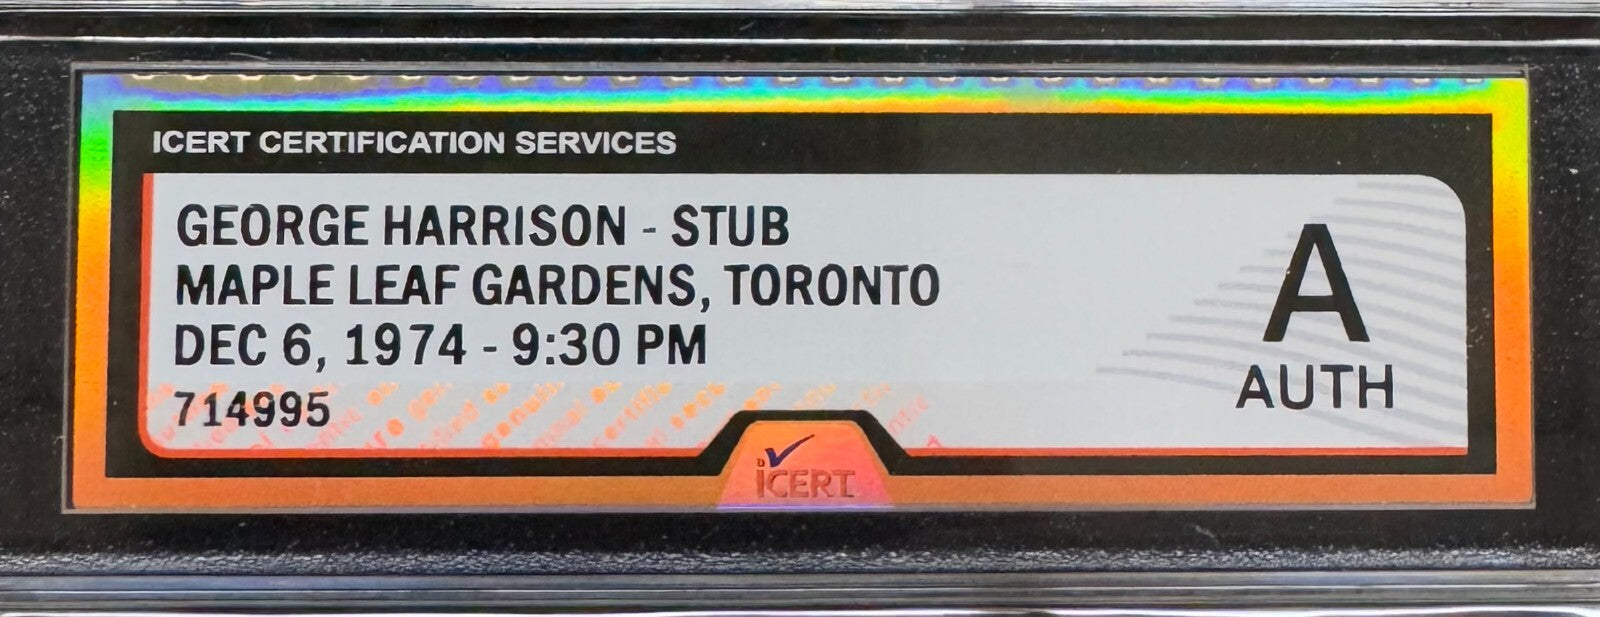 ICERT CERTIFICATION SERVICES
GEORGE HARRISON - STUB
MAPLE LEAF GARDENS, TORONTO
DEC 6, 1974 - 9:30 PM
714995
A
AUTH
iCERT